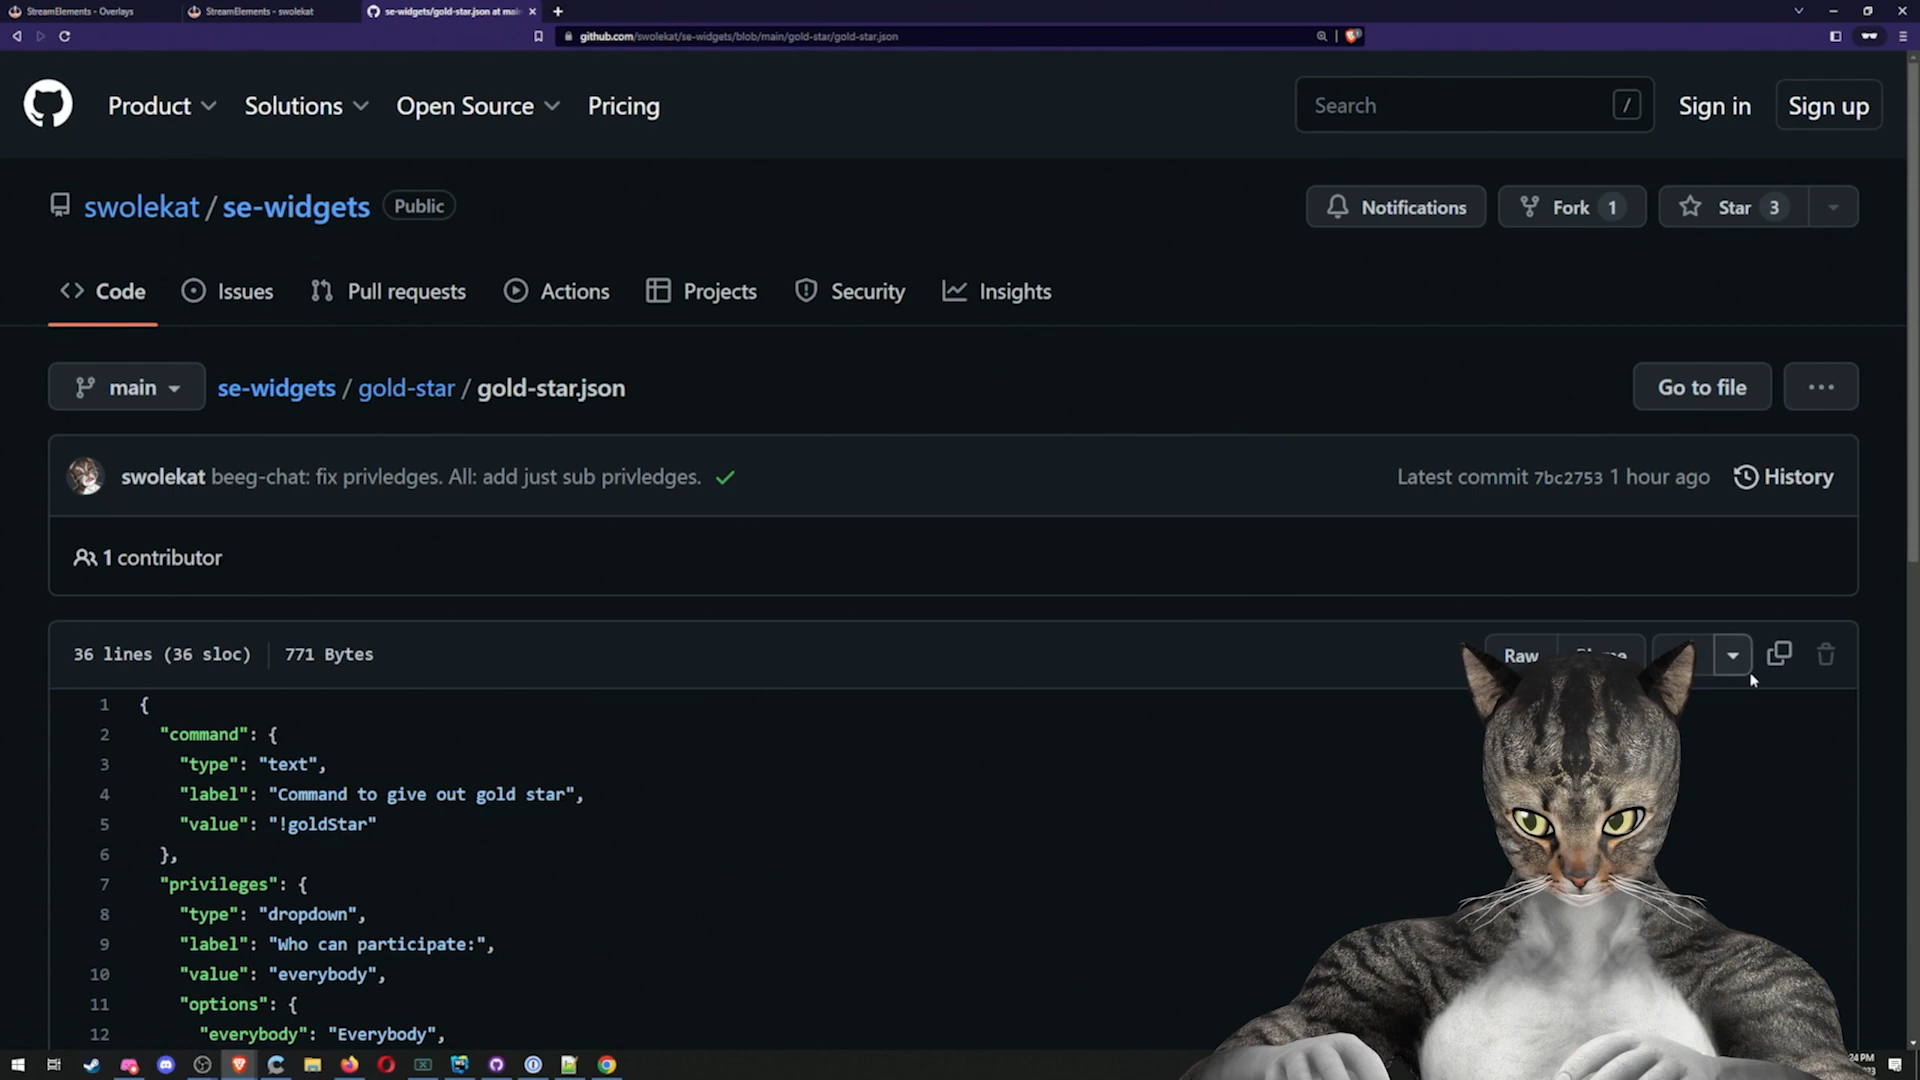 StreamElements - Overlays
StreamElements - swolekat
se-widgets/gold-star.json at mai
github.com/swolekat/se-widgets/blob/main/gold-star/gold-star.json
Product
Solutions
Open Source
Pricing
Search
/
Sign in
Sign up
swolekat / se-widgets
Public
Notifications
Fork 1
Star 3
Code
Issues
Pull requests
Actions
Projects
Security
Insights
main
se-widgets / gold-star / gold-star.json
Go to file
swolekat beeg-chat: fix privledges. All: add just sub privledges.
Latest commit 7bc2753 1 hour ago
History
1 contributor
36 lines (36 sloc)
771 Bytes
Raw
1 {
2 "command": {
3 "type": "text",
4 "label": "Command to give out gold star",
5 "value": "!goldStar"
6 },
7 "privileges": {
8 "type": "dropdown",
9 "label": "Who can participate:",
10 "value": "everybody",
11 "options": {
12 "everybody": "Everybody",
24 PM